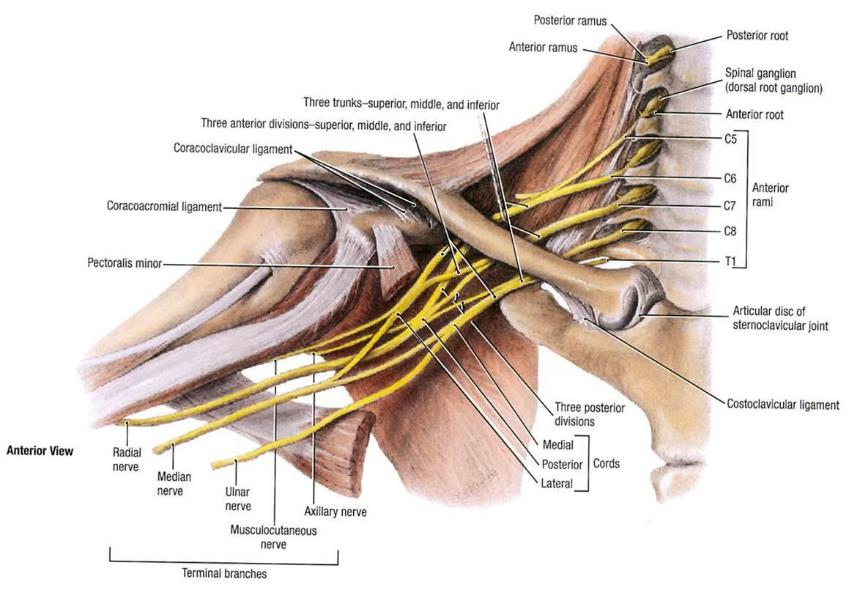 Posterior ramus
Anterior ramus
Posterior root
Spinal ganglion
(dorsal root ganglion)
Anterior root
Three trunks–superior, middle, and inferior
Three anterior divisions–superior, middle, and inferior
Coracoclavicular ligament
Coracoacromial ligament
Pectoralis minor
C5
C6
C7
C8
T1
Anterior
rami
Articular disc of
sternoclavicular joint
Costoclavicular ligament
Three posterior
divisions
Medial
Posterior
Lateral
Cords
Anterior View
Radial
nerve
Median
nerve
Ulnar
nerve
Musculocutaneous
nerve
Axillary nerve
Terminal branches